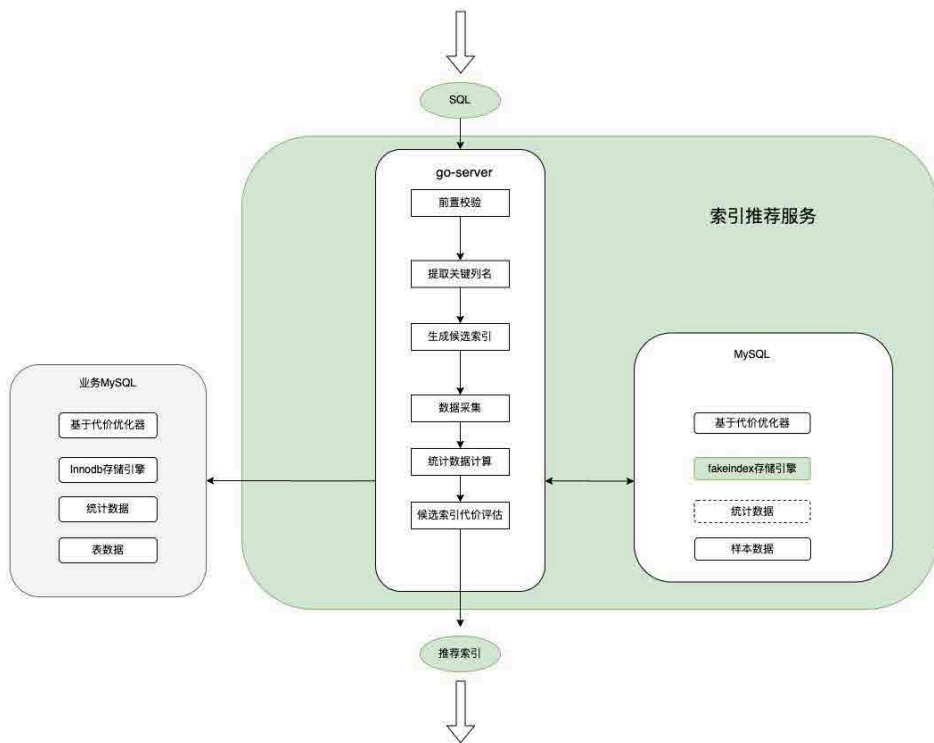 SQL
go-server
前置校验
提取关键列名
生成候选索引
数据采集
统计数据计算
候选索引代价评估
索引推荐服务
业务MySQL
基于代价优化器
Innodb存储引擎
统计数据
表数据
MySQL
基于代价优化器
fakeindex存储引擎
统计数据
样本数据
推荐索引